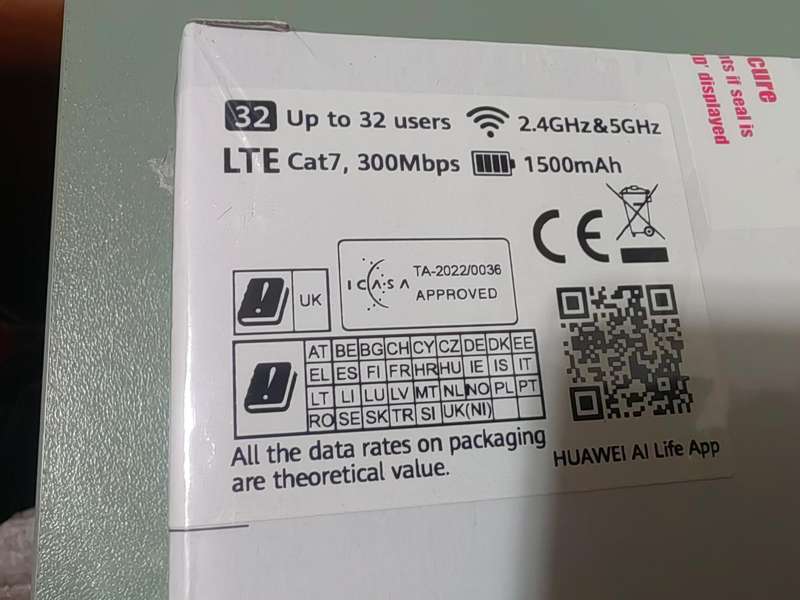 32 Up to 32 users 2.4GHz&5GHz
LTE Cat7, 300Mbps 1500mAh
CE
UK
ICASA TA-2022/0036
APPROVED
AT BE BG CH CY CZ DE DK EE
EL ES FI FR HR HU IE IS IT
LT LI LU LV MT NL NO PL PT
RO SE SK TR SI UK(NI)
All the data rates on packaging
are theoretical value.
HUAWEI AI Life App
cure
if seal is
displayed